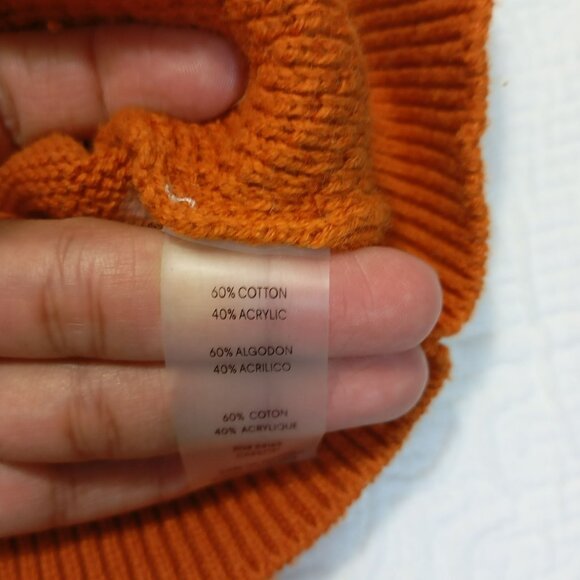 60% COTTON
40% ACRYLIC
60% ALGODON
40% ACRILICO
60% COTON
40% ACRYLIQUE